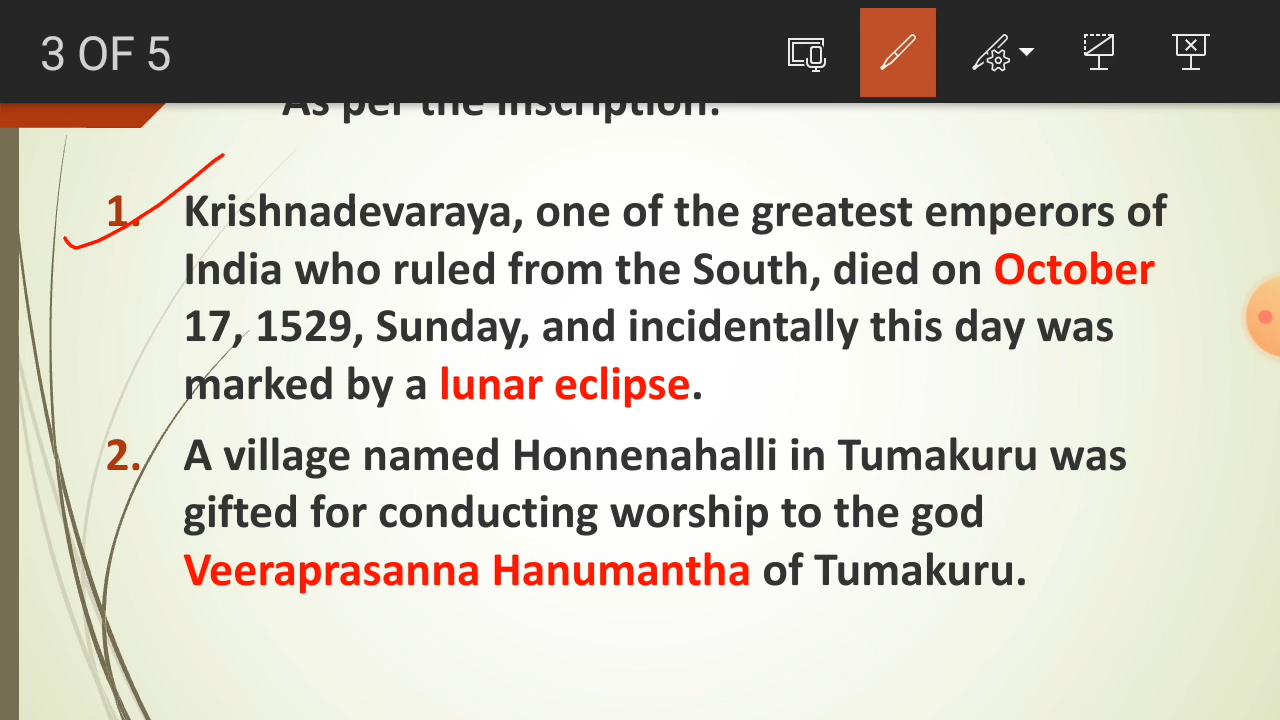 3 OF 5
As per the inscription:
1. Krishnadevaraya, one of the greatest emperors of
India who ruled from the South, died on October
17, 1529, Sunday, and incidentally this day was
marked by a lunar eclipse.
2. A village named Honnenahalli in Tumakuru was
gifted for conducting worship to the god
Veeraprasanna Hanumantha of Tumakuru.